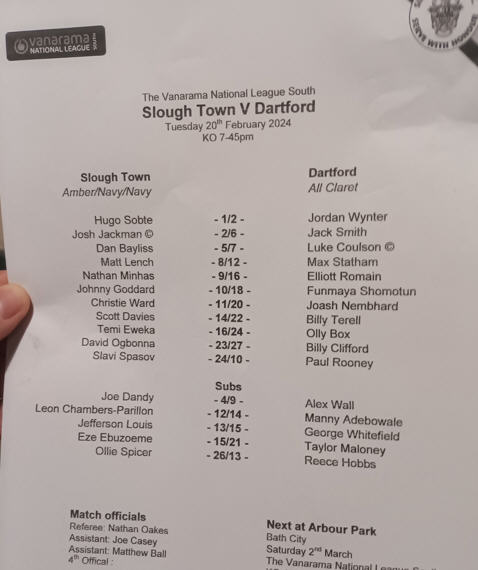 vanarama
NATIONAL LEAGUE SOUTH
SERVE WITH HONOUR
The Vanarama National League South
Slough Town V Dartford
Tuesday 20th February 2024
KO 7-45pm
Slough Town Dartford
Amber/Navy/Navy All Claret
Hugo Sobte - 1/2 - Jordan Wynter
Josh Jackman © - 2/6 - Jack Smith
Dan Bayliss - 5/7 - Luke Coulson ©
Matt Lench - 8/12 - Max Statham
Nathan Minhas - 9/16 - Elliott Romain
Johnny Goddard - 10/18 - Funmaya Shomotun
Christie Ward - 11/20 - Joash Nembhard
Scott Davies - 14/22 - Billy Terell
Temi Eweka - 16/24 - Olly Box
David Ogbonna - 23/27 - Billy Clifford
Slavi Spasov - 24/10 - Paul Rooney
Subs
Joe Dandy - 4/9 - Alex Wall
Leon Chambers-Parillon - 12/14 - Manny Adebowale
Jefferson Louis - 13/15 - George Whitefield
Eze Ebuzoeme - 15/21 - Taylor Maloney
Ollie Spicer - 26/13 - Reece Hobbs
Match officials
Referee: Nathan Oakes
Assistant: Joe Casey
Assistant: Matthew Ball
4th Offical :
Next at Arbour Park
Bath City
Saturday 2nd March
The Vanarama National League